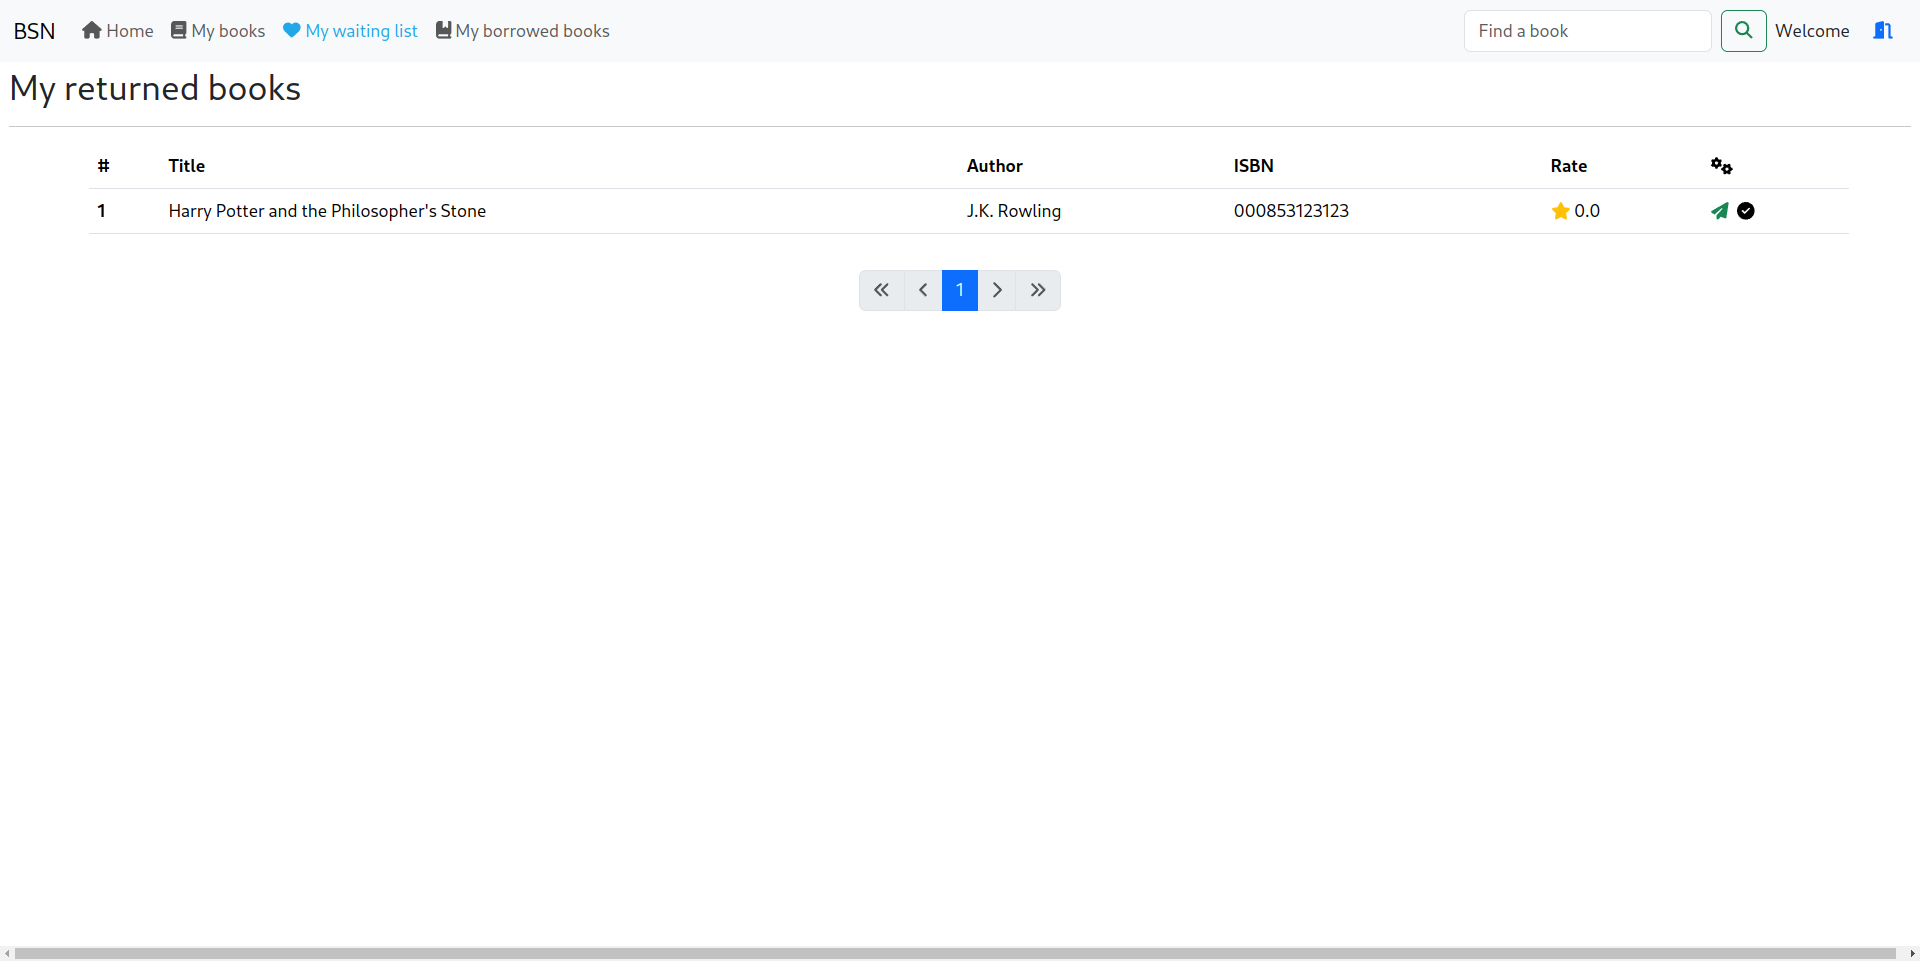 BSN Home My books My waiting list My borrowed books Find a book Welcome
My returned books
# Title Author ISBN Rate
1 Harry Potter and the Philosopher's Stone J.K. Rowling 000853123123 0.0
1